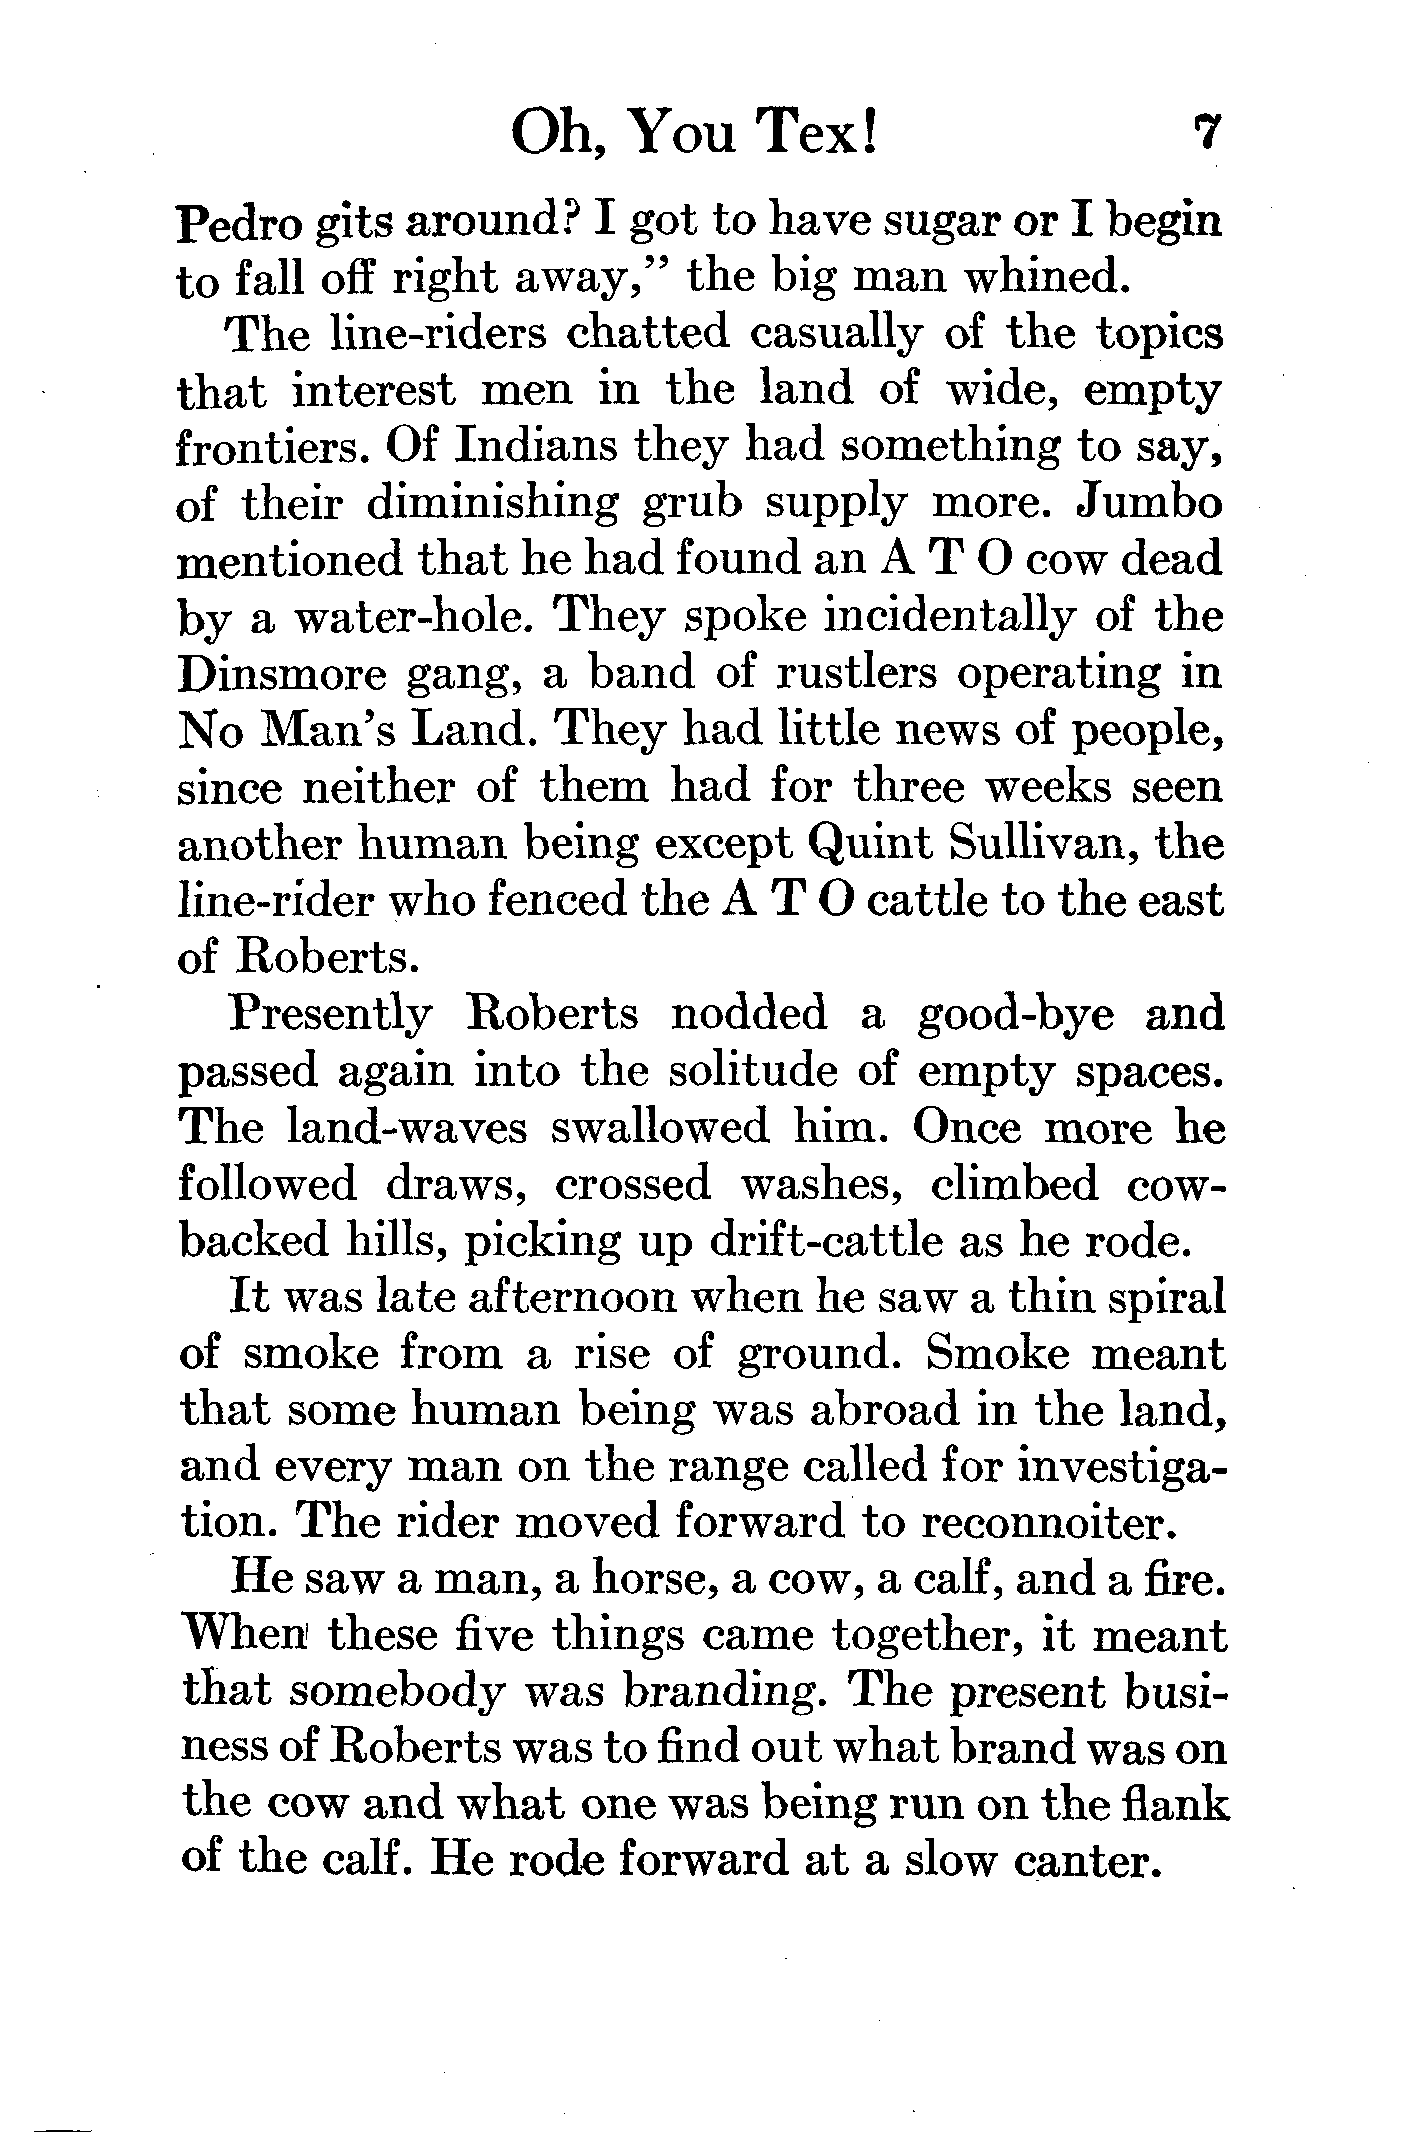 Oh, You Tex! 7
Pedro gits around? I got to have sugar or I begin
to fall off right away,” the big man whined.
The line-riders chatted casually of the topics
that interest men in the land of wide, empty
frontiers. Of Indians they had something to say,
of their diminishing grub supply more. Jumbo
mentioned that he had found an A T O cow dead
by a water-hole. They spoke incidentally of the
Dinsmore gang, a band of rustlers operating in
No Man’s Land. They had little news of people,
since neither of them had for three weeks seen
another human being except Quint Sullivan, the
line-rider who fenced the A T O cattle to the east
of Roberts.
Presently Roberts nodded a good-bye and
passed again into the solitude of empty spaces.
The land-waves swallowed him. Once more he
followed draws, crossed washes, climbed cow-
backed hills, picking up drift-cattle as he rode.
It was late afternoon when he saw a thin spiral
of smoke from a rise of ground. Smoke meant
that some human being was abroad in the land,
and every man on the range called for investiga-
tion. The rider moved forward to reconnoiter.
He saw a man, a horse, a cow, a calf, and a fire.
When these five things came together, it meant
that somebody was branding. The present busi-
ness of Roberts was to find out what brand was on
the cow and what one was being run on the flank
of the calf. He rode forward at a slow canter.